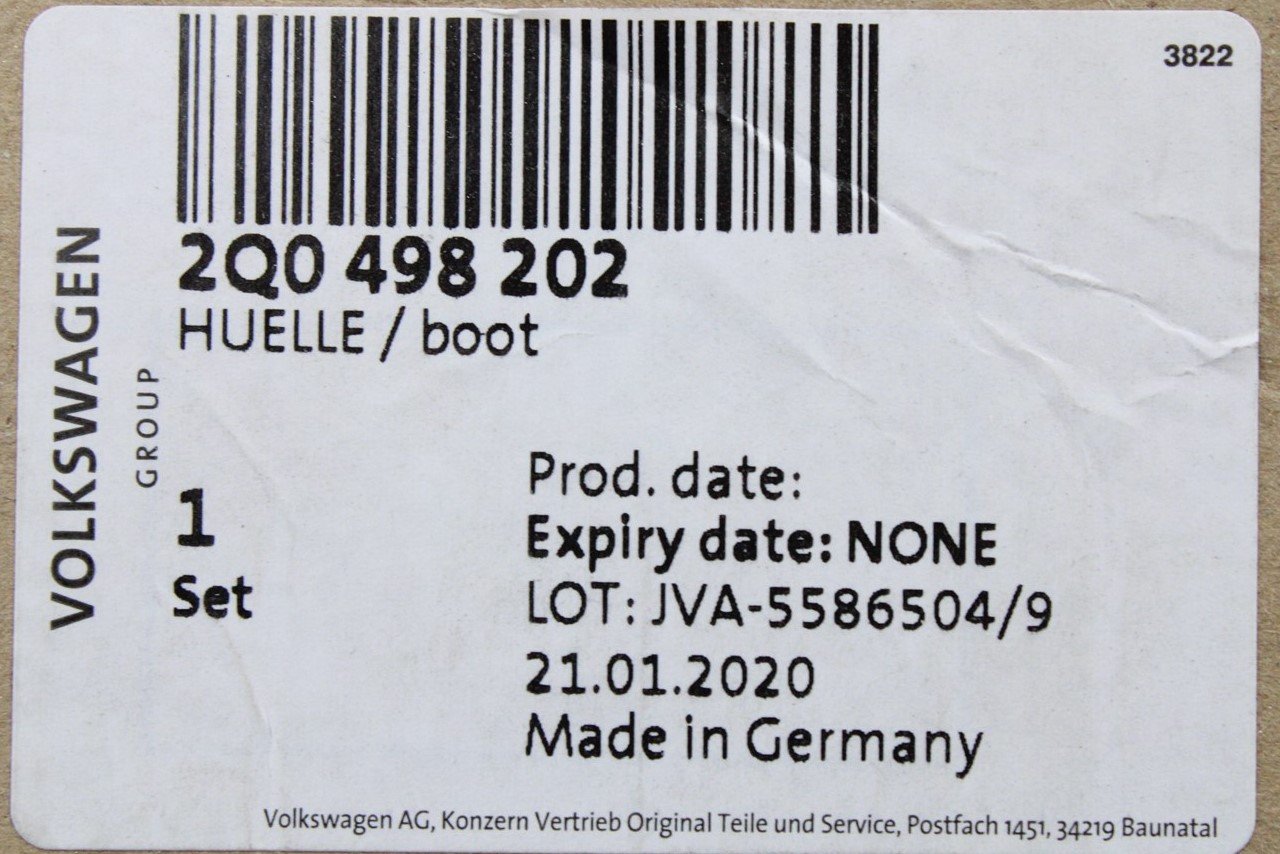 3822
2Q0 498 202
HUELLE / boot
VOLKSWAGEN
GROUP
1
Set
Prod. date:
Expiry date: NONE
LOT: JVA-5586504/9
21.01.2020
Made in Germany
Volkswagen AG, Konzern Vertrieb Original Teile und Service, Postfach 1451, 34219 Baunatal